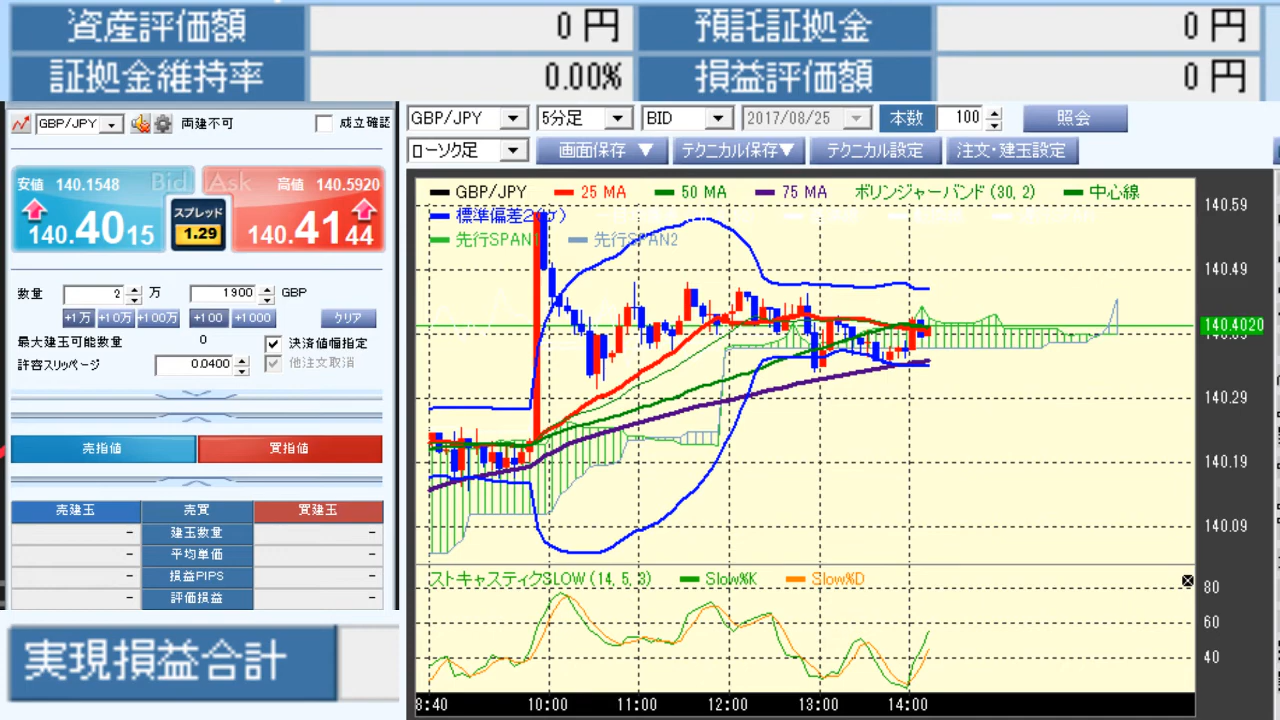 資産評価額 0 円 預託証拠金 0 円
証拠金維持率 0.00% 損益評価額 0 円
GBP/JPY 両建不可 成立確認
GBP/JPY 5分足 BID 2017/08/25 本数 100 照会
ローソク足 画面保存 ▼ テクニカル保存▼ テクニカル設定 注文・建玉設定
安値 140.1548 Bid Ask 高値 140.5920
スプレッド
140.4015 1.29 140.4144
数量 2 万 1900 GBP
+1万 +10万 +100万 +100 +1000 クリア
最大建玉可能数量 0 決済値幅指定
許容スリッページ 0.0400 他注文取消
売指値 買指値
売建玉 売買 買建玉
- 建玉数量 -
- 平均単価 -
- 損益PIPS -
- 評価損益 -
実現損益合計
GBP/JPY 25 MA 50 MA 75 MA ボリンジャーバンド (30, 2) 中心線
標準偏差2(ケ)
先行SPAN1 先行SPAN2
140.59
140.49
140.4020
140.29
140.19
140.09
ストキャスティクSLOW (14, 5, 3) Slow%K Slow%D
80
60
40
8:40 10:00 11:00 12:00 13:00 14:00